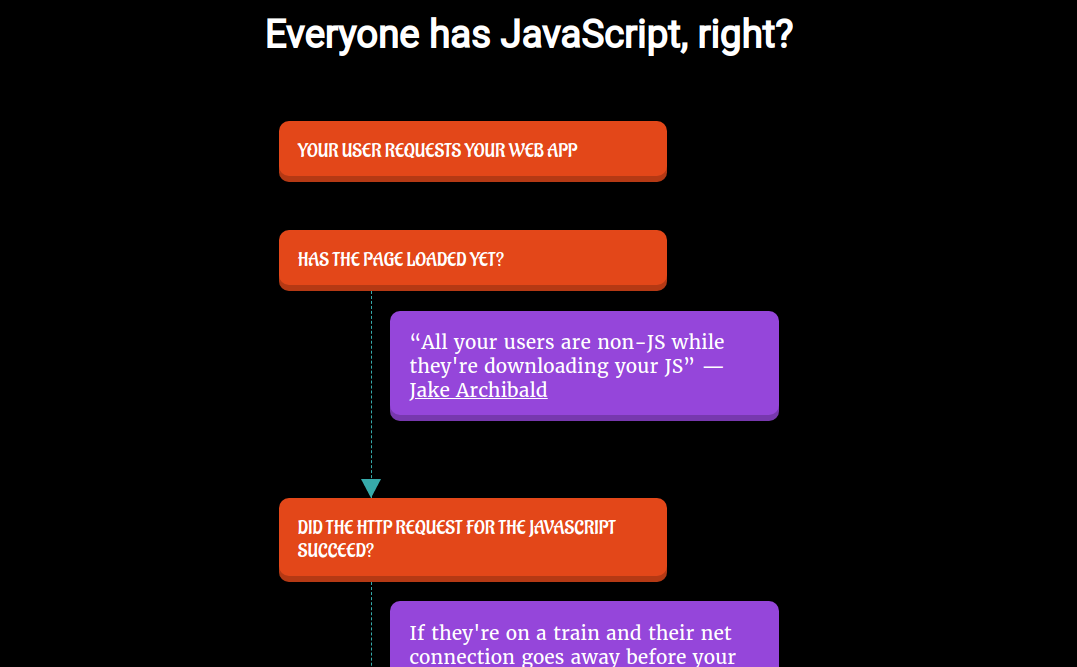 Everyone has JavaScript, right?
YOUR USER REQUESTS YOUR WEB APP
HAS THE PAGE LOADED YET?
“All your users are non-JS while
they're downloading your JS” —
Jake Archibald
DID THE HTTP REQUEST FOR THE JAVASCRIPT
SUCCEED?
If they're on a train and their net
connection goes away before your